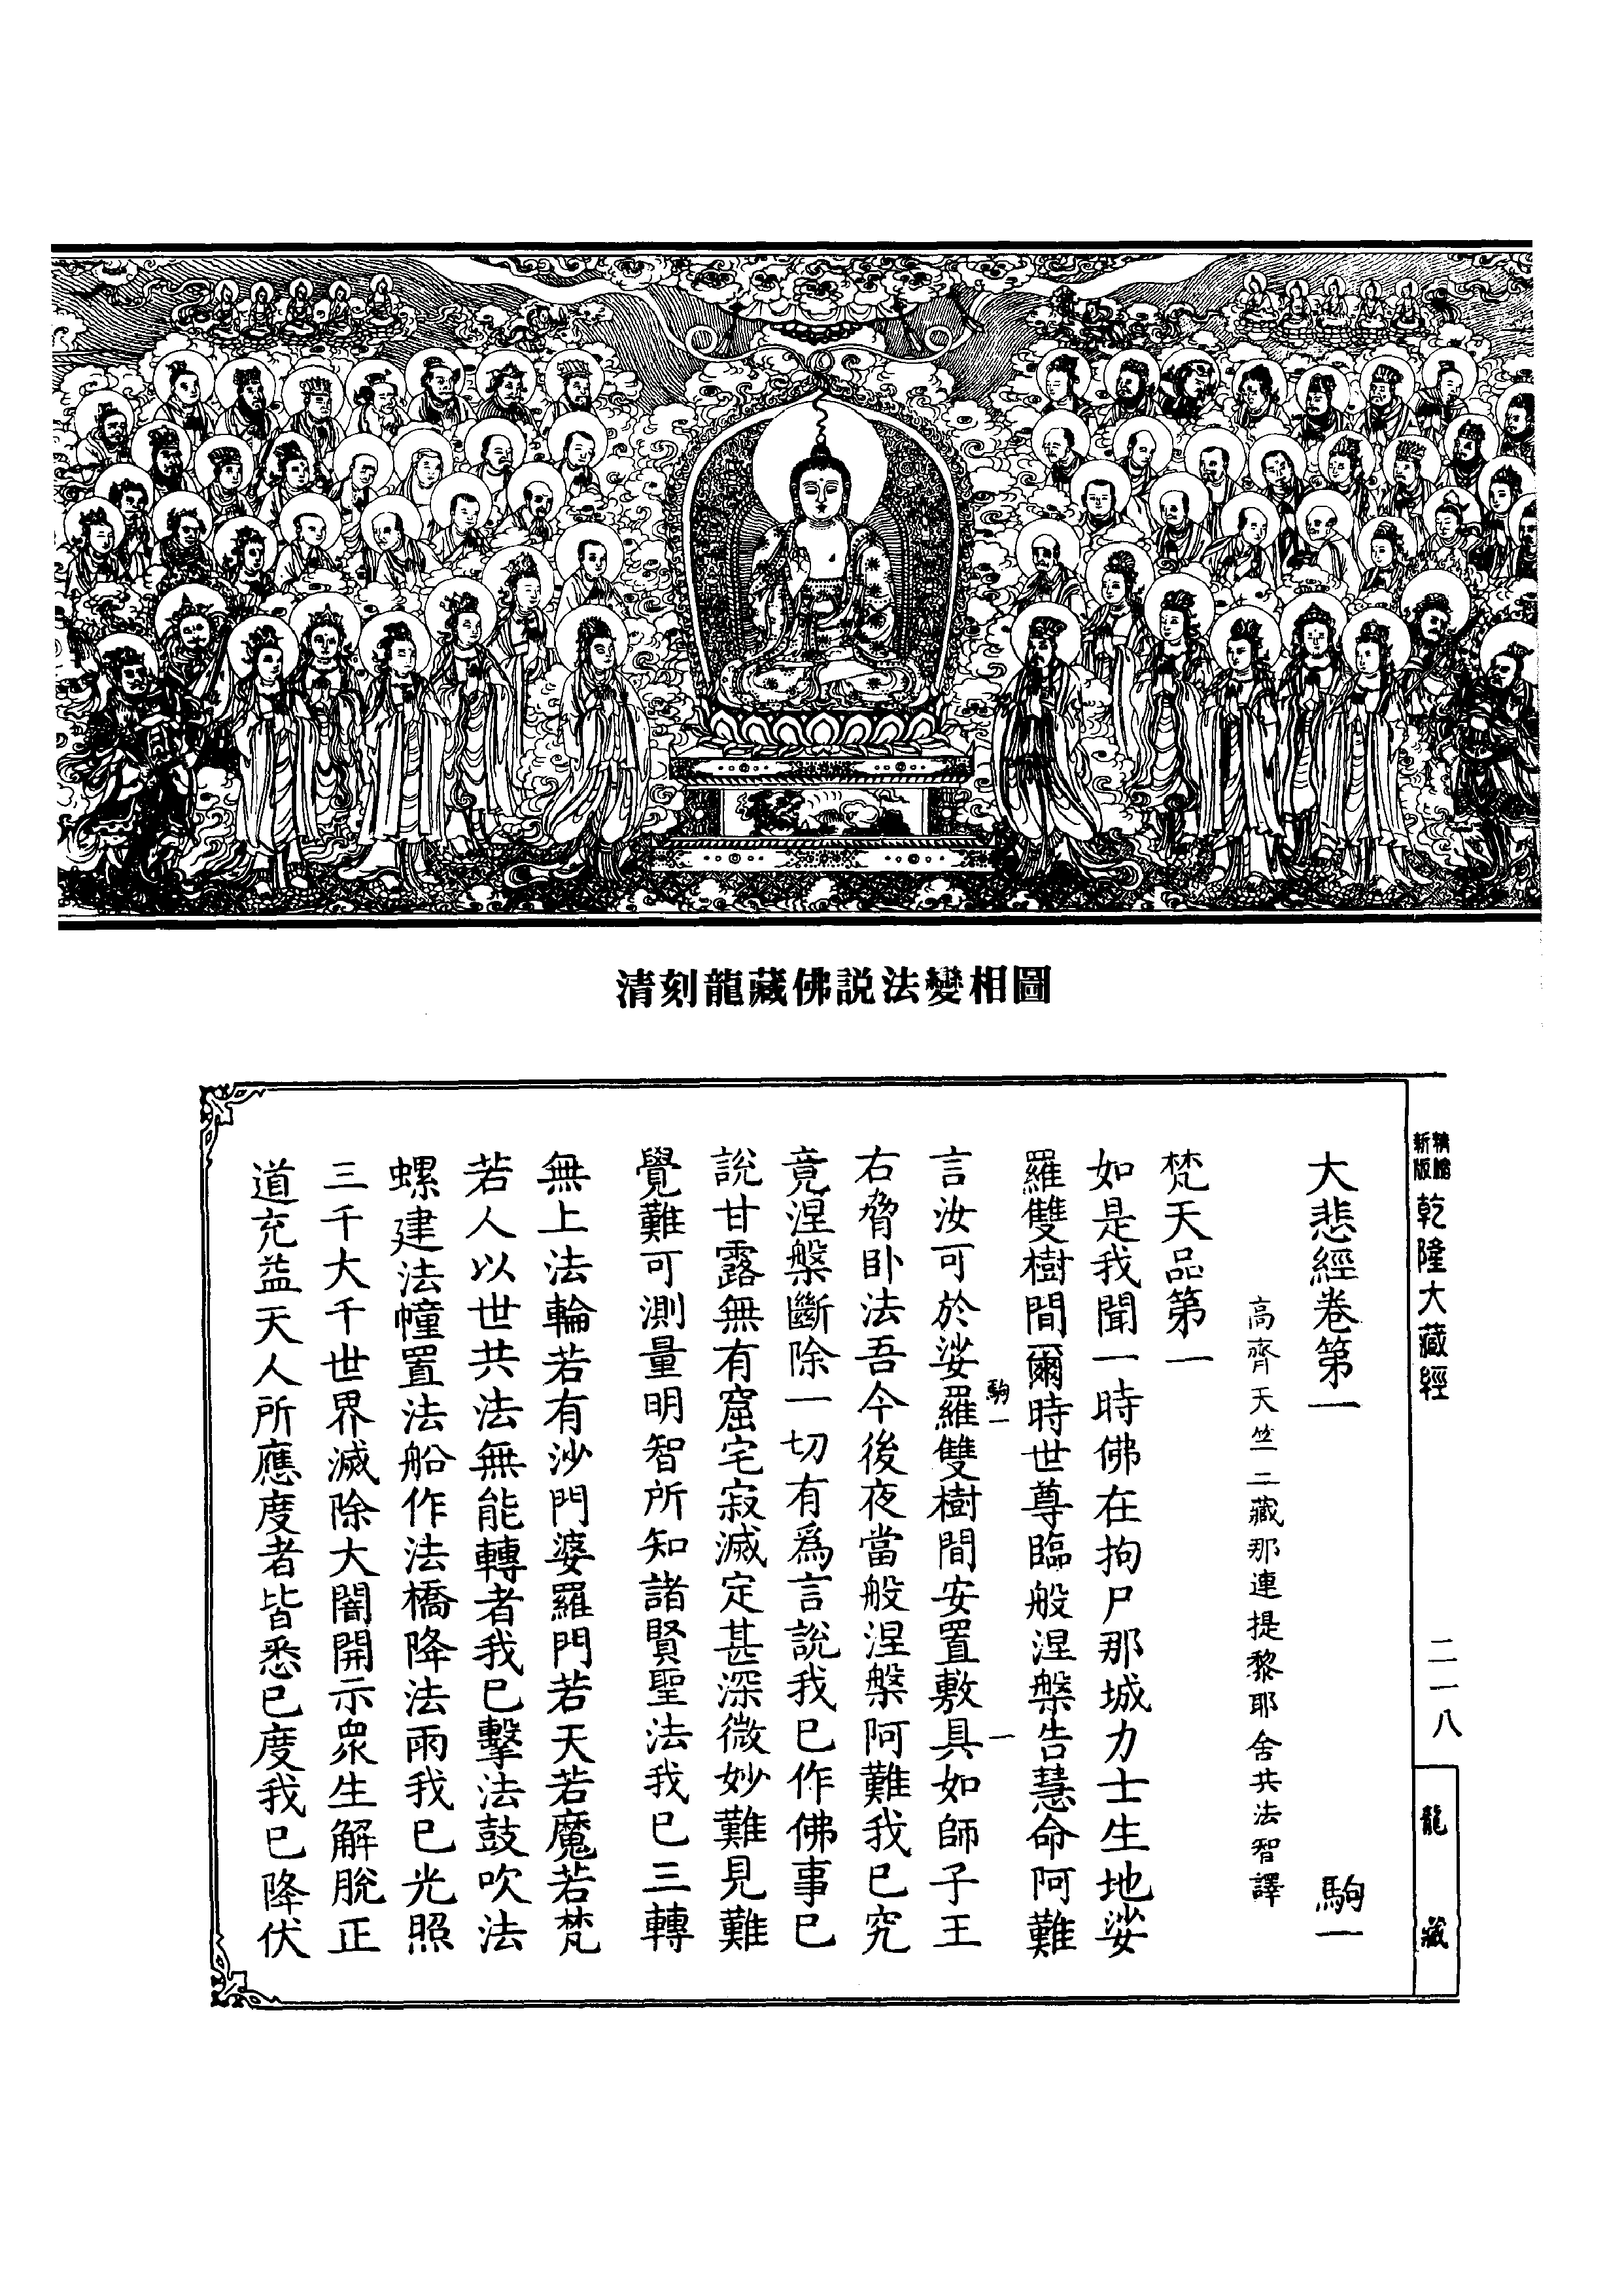 清刻龍藏佛説法變相圖
精縮
新版
乾隆大藏經
二一八
龍藏
大悲經卷第一 駒一
高齊天竺三藏那連提黎耶舍共法智譯
梵天品第一
如是我聞一時佛在拘尸那城力士生地娑
羅雙樹間爾時世尊臨般涅槃告慧命阿難
駒一 一
言汝可於娑羅雙樹間安置敷具如師子王
右脅卧法吾今後夜當般涅槃阿難我已究
竟涅槃斷除一切有爲言説我已作佛事已
說甘露無有窟宅寂滅定甚深微妙難見難
覺難可測量明智所知諸賢聖法我已三轉
無上法輪若有沙門婆羅門若天若魔若梵
若人以世共法無能轉者我已擊法鼓吹法
螺建法幢置法船作法橋降法雨我已光照
三千大千世界滅除大闇開示衆生解脫正
道充益天人所應度者皆悉已度我已降伏